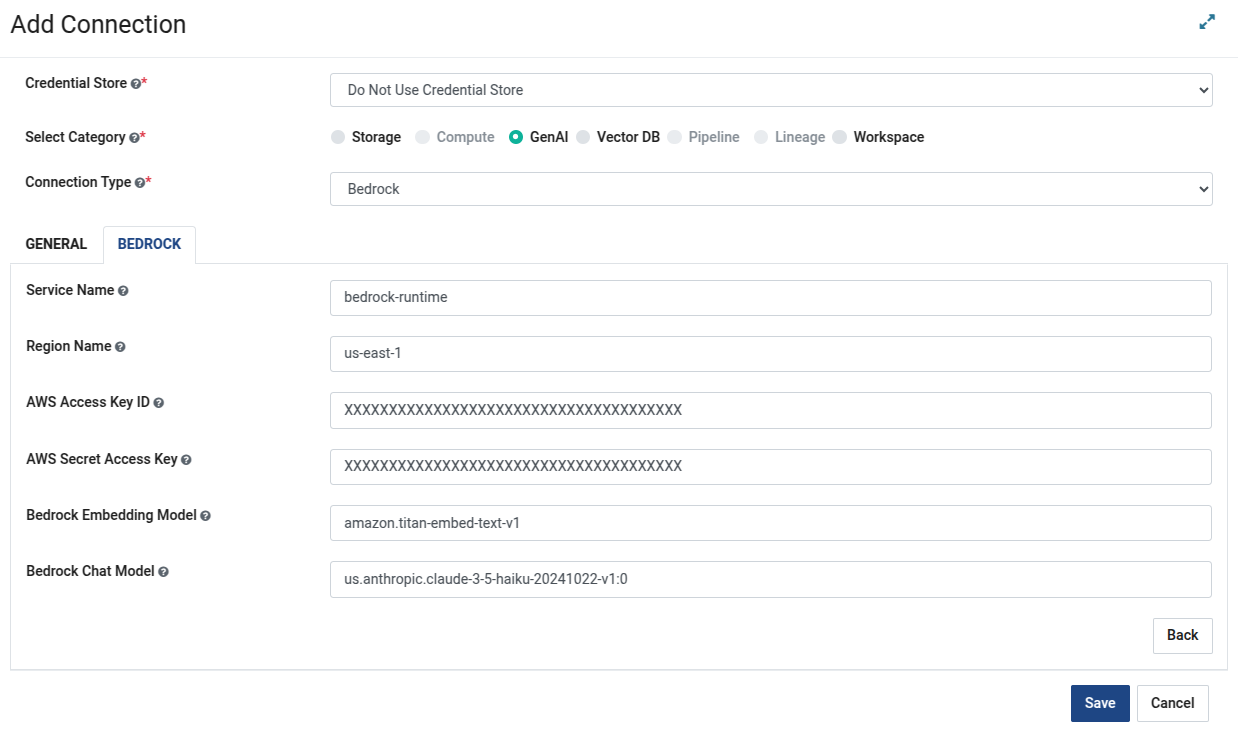 Add Connection
Credential Store ?*
Do Not Use Credential Store
Select Category ?*
Storage Compute GenAI Vector DB Pipeline Lineage Workspace
Connection Type ?*
Bedrock
GENERAL BEDROCK
Service Name ?
bedrock-runtime
Region Name ?
us-east-1
AWS Access Key ID ?
XXXXXXXXXXXXXXXXXXXXXXXXXXXXXXXXXXXXXX
AWS Secret Access Key ?
XXXXXXXXXXXXXXXXXXXXXXXXXXXXXXXXXXXXXX
Bedrock Embedding Model ?
amazon.titan-embed-text-v1
Bedrock Chat Model ?
us.anthropic.claude-3-5-haiku-20241022-v1:0
Back
Save Cancel